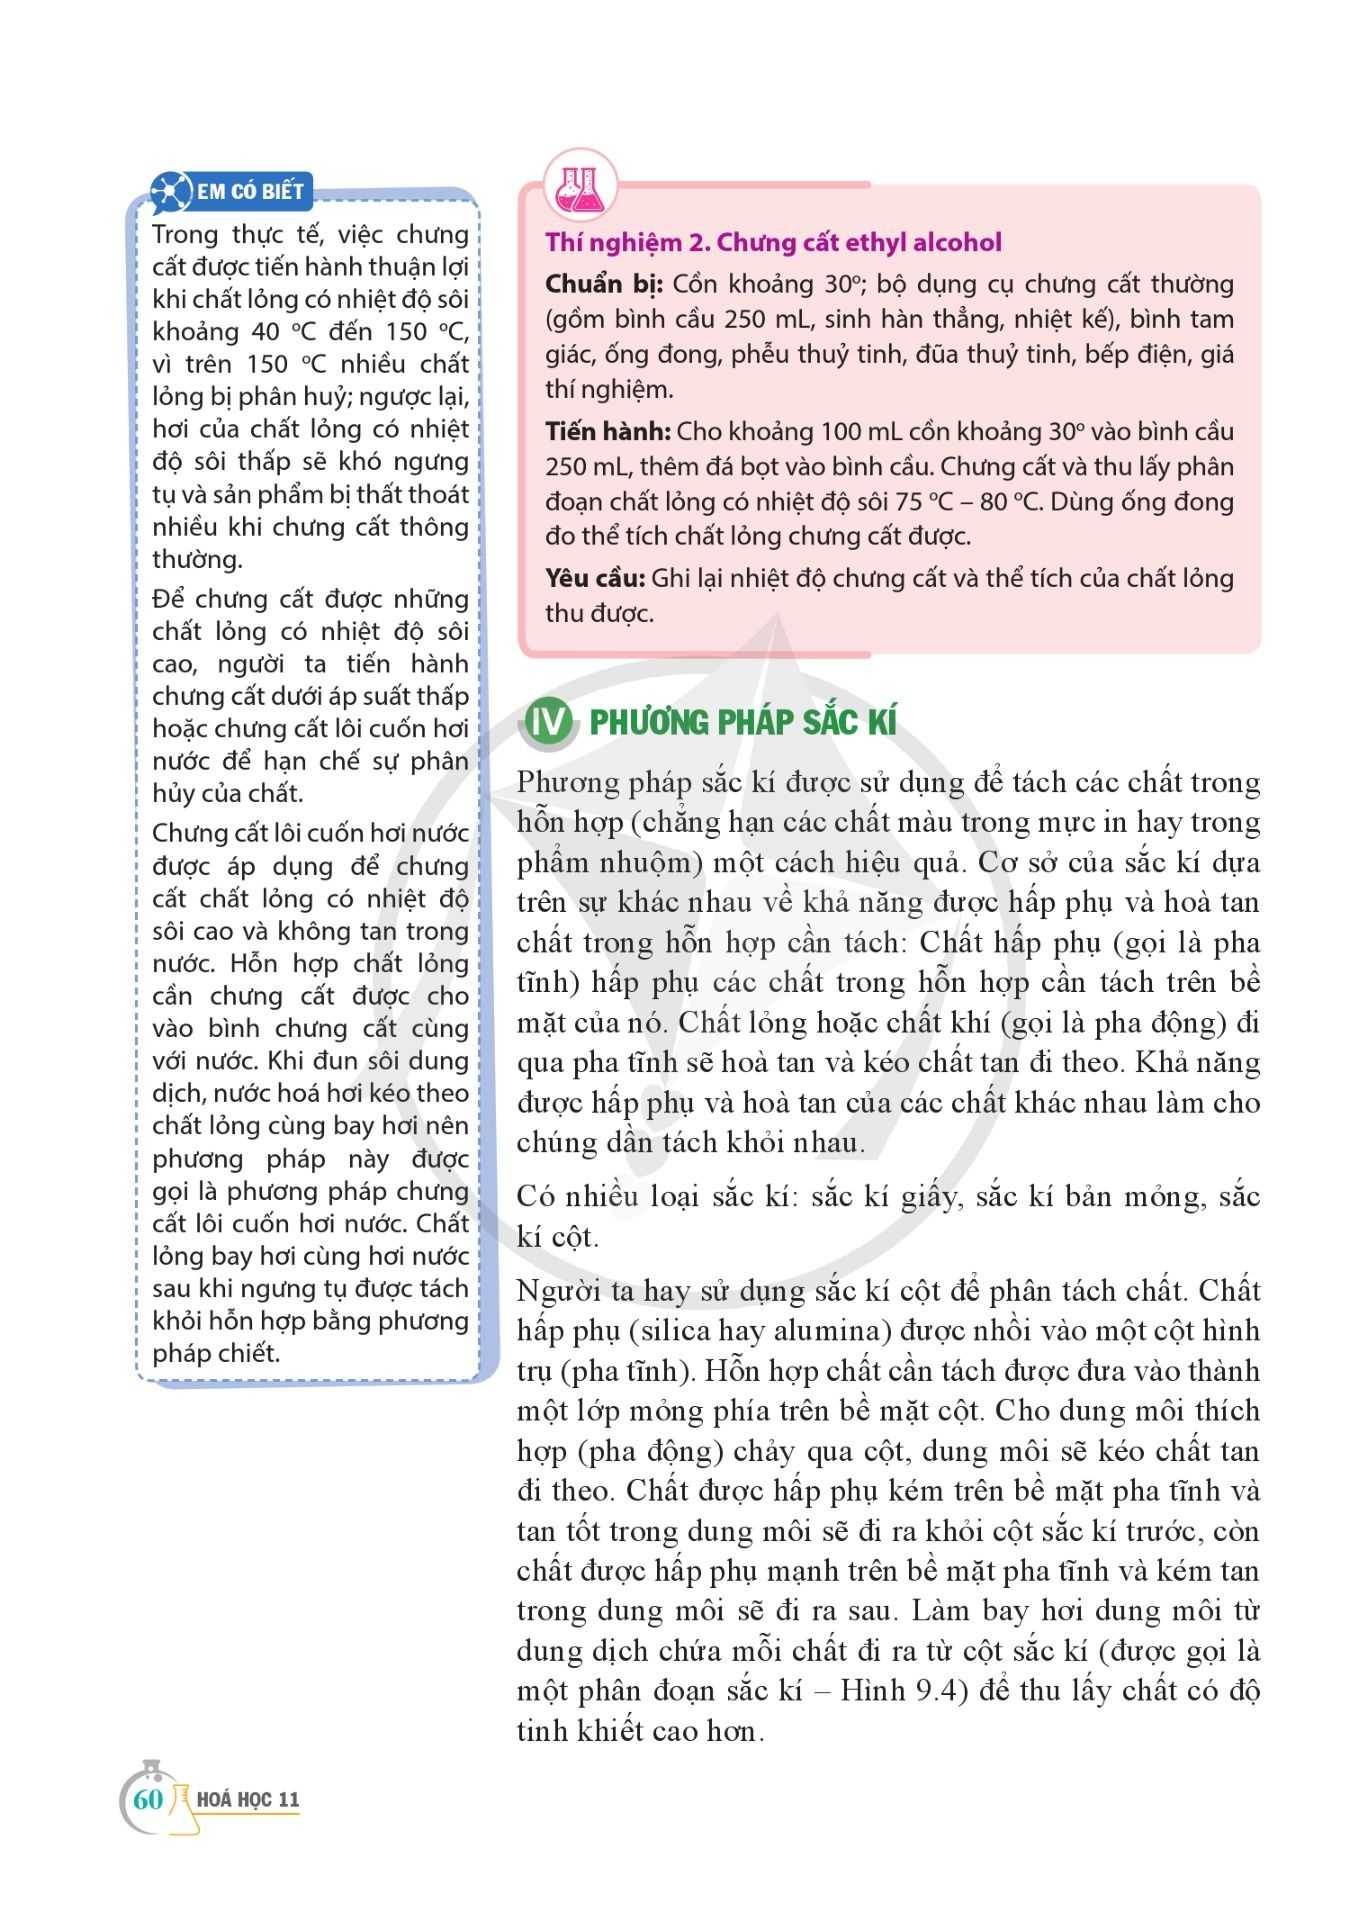 EM CÓ BIẾT
Trong thực tế, việc chưng
cất được tiến hành thuận lợi
khi chất lỏng có nhiệt độ sôi
khoảng 40 ºC đến 150 ºC,
vì trên 150 ºC nhiều chất
lỏng bị phân huỷ; ngược lại,
hơi của chất lỏng có nhiệt
độ sôi thấp sẽ khó ngưng
tụ và sản phẩm bị thất thoát
nhiều khi chưng cất thông
thường.
Để chưng cất được những
chất lỏng có nhiệt độ sôi
cao, người ta tiến hành
chưng cất dưới áp suất thấp
hoặc chưng cất lôi cuốn hơi
nước để hạn chế sự phân
hủy của chất.
Chưng cất lôi cuốn hơi nước
được áp dụng để chưng
cất chất lỏng có nhiệt độ
sôi cao và không tan trong
nước. Hỗn hợp chất lỏng
cần chưng cất được cho
vào bình chưng cất cùng
với nước. Khi đun sôi dung
dịch, nước hoá hơi kéo theo
chất lỏng cùng bay hơi nên
phương pháp này được
gọi là phương pháp chưng
cất lôi cuốn hơi nước. Chất
lỏng bay hơi cùng hơi nước
sau khi ngưng tụ được tách
khỏi hỗn hợp bằng phương
pháp chiết.
Thí nghiệm 2. Chưng cất ethyl alcohol
Chuẩn bị: Cồn khoảng 30º; bộ dụng cụ chưng cất thường
(gồm bình cầu 250 mL, sinh hàn thẳng, nhiệt kế), bình tam
giác, ống đong, phễu thuỷ tinh, đũa thuỷ tinh, bếp điện, giá
thí nghiệm.
Tiến hành: Cho khoảng 100 mL cồn khoảng 30º vào bình cầu
250 mL, thêm đá bọt vào bình cầu. Chưng cất và thu lấy phân
đoạn chất lỏng có nhiệt độ sôi 75 ºC – 80 ºC. Dùng ống đong
đo thể tích chất lỏng chưng cất được.
Yêu cầu: Ghi lại nhiệt độ chưng cất và thể tích của chất lỏng
thu được.
IV PHƯƠNG PHÁP SẮC KÍ
Phương pháp sắc kí được sử dụng để tách các chất trong
hỗn hợp (chẳng hạn các chất màu trong mực in hay trong
phẩm nhuộm) một cách hiệu quả. Cơ sở của sắc kí dựa
trên sự khác nhau về khả năng được hấp phụ và hoà tan
chất trong hỗn hợp cần tách: Chất hấp phụ (gọi là pha
tĩnh) hấp phụ các chất trong hỗn hợp cần tách trên bề
mặt của nó. Chất lỏng hoặc chất khí (gọi là pha động) đi
qua pha tĩnh sẽ hoà tan và kéo chất tan đi theo. Khả năng
được hấp phụ và hoà tan của các chất khác nhau làm cho
chúng dần tách khỏi nhau.
Có nhiều loại sắc kí: sắc kí giấy, sắc kí bản mỏng, sắc
kí cột.
Người ta hay sử dụng sắc kí cột để phân tách chất. Chất
hấp phụ (silica hay alumina) được nhồi vào một cột hình
trụ (pha tĩnh). Hỗn hợp chất cần tách được đưa vào thành
một lớp mỏng phía trên bề mặt cột. Cho dung môi thích
hợp (pha động) chảy qua cột, dung môi sẽ kéo chất tan
đi theo. Chất được hấp phụ kém trên bề mặt pha tĩnh và
tan tốt trong dung môi sẽ đi ra khỏi cột sắc kí trước, còn
chất được hấp phụ mạnh trên bề mặt pha tĩnh và kém tan
trong dung môi sẽ đi ra sau. Làm bay hơi dung môi từ
dung dịch chứa mỗi chất đi ra từ cột sắc kí (được gọi là
một phân đoạn sắc kí – Hình 9.4) để thu lấy chất có độ
tinh khiết cao hơn.
60 HOÁ HỌC 11